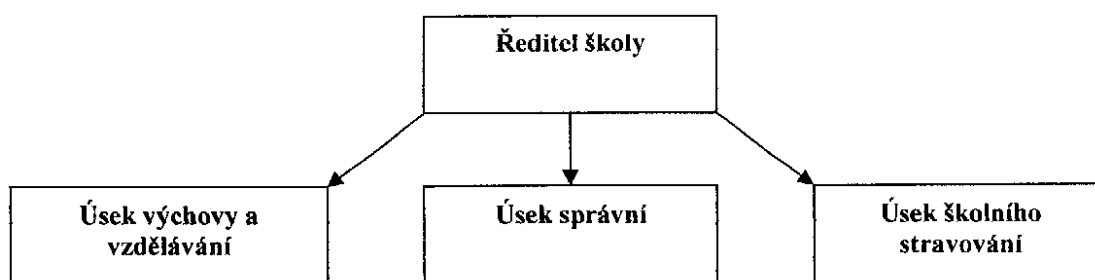 Ředitel školy
Úsek výchovy a
vzdělávání
Úsek správní
Úsek školního
stravování